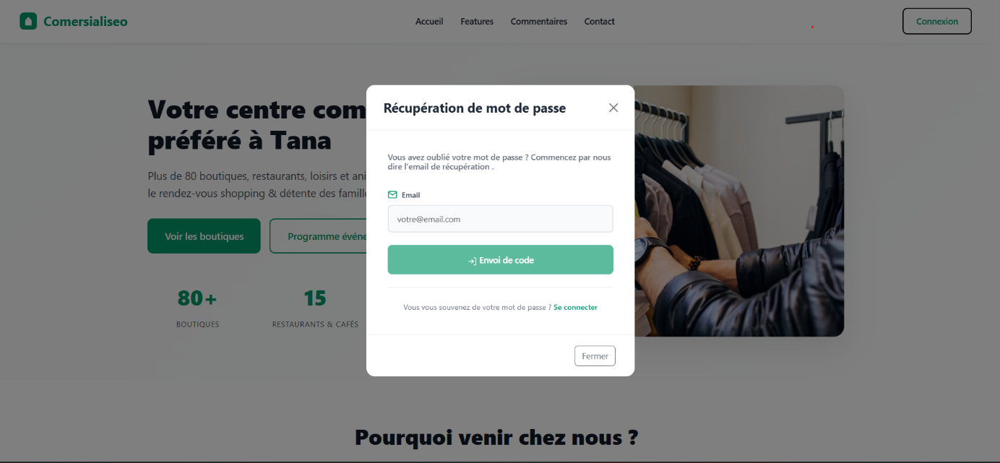 Comersialiseo
Accueil Features Commentaires Contact
Connexion
Votre centre com
préféré à Tana
Plus de 80 boutiques, restaurants, loisirs et ani
le rendez-vous shopping & détente des famille
Voir les boutiques
Programme événe
80+
BOUTIQUES
15
RESTAURANTS & CAFÉS
Récupération de mot de passe
Vous avez oublié votre mot de passe ? Commencez par nous
dire l'email de récupération .
Email
votre@email.com
Envoi de code
Vous vous souvenez de votre mot de passe ? Se connecter
Fermer
Pourquoi venir chez nous ?